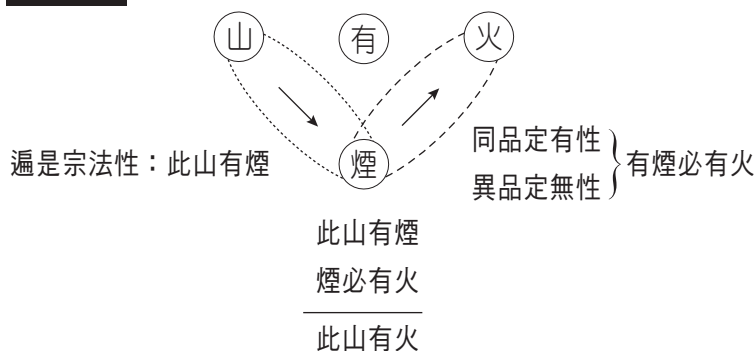 山 有 火
煙
遍是宗法性：此山有煙
同品定有性
異品定無性
有煙必有火
此山有煙
煙必有火
此山有火